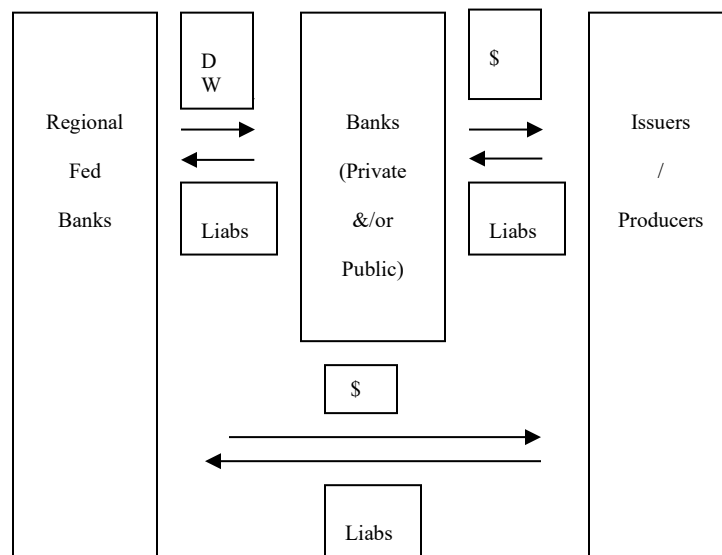 D
W
$
Regional
Fed
Banks
Banks
(Private
&/or
Public)
Issuers
/
Producers
Liabs
Liabs
$
Liabs